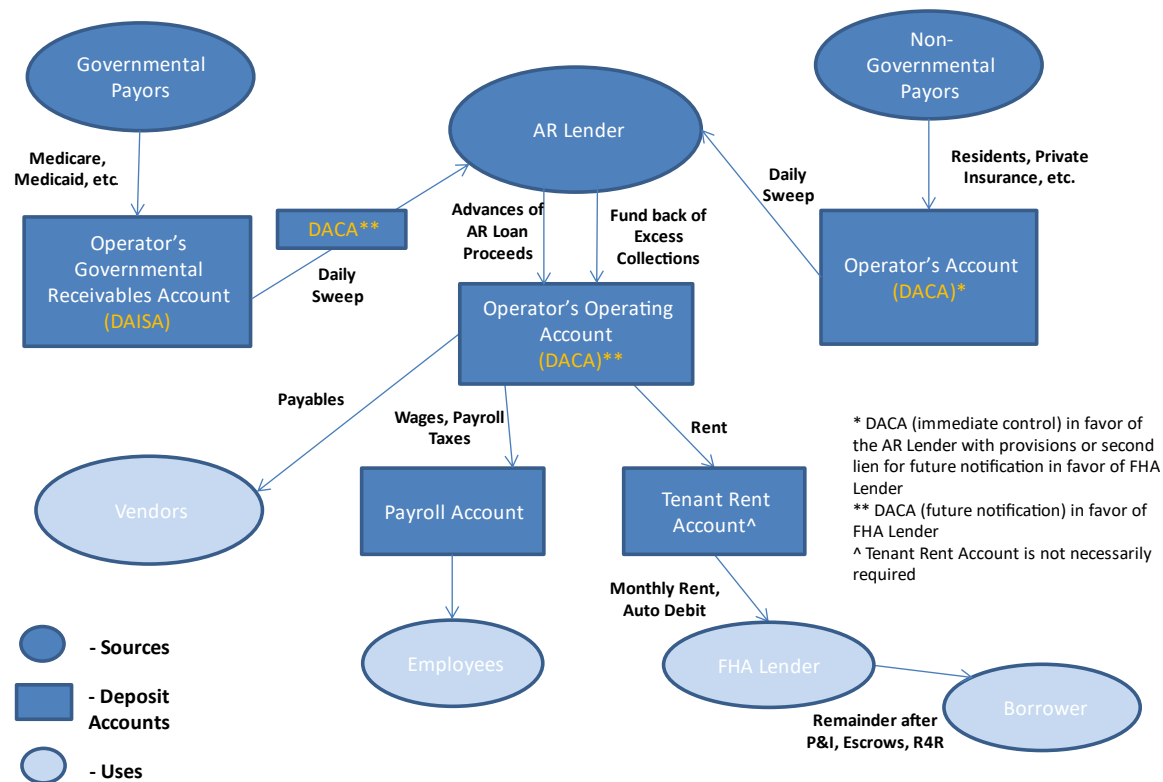 Governmental
Payors
Non-
Governmental
Payors
AR Lender
Medicare,
Medicaid, etc.
Residents, Private
Insurance, etc.
Daily
Sweep
DACA**
Daily
Sweep
Advances of
AR Loan
Proceeds
Fund back of
Excess
Collections
Operator's
Governmental
Receivables Account
(DAISA)
Operator's Account
(DACA)*
Operator's Operating
Account
(DACA)**
Payables
Wages, Payroll
Taxes
Rent
* DACA (immediate control) in favor of
the AR Lender with provisions or second
lien for future notification in favor of FHA
Lender
** DACA (future notification) in favor of
FHA Lender
^ Tenant Rent Account is not necessarily
required
Vendors
Payroll Account
Tenant Rent
Account^
Monthly Rent,
Auto Debit
Employees
FHA Lender
Borrower
Remainder after
P&I, Escrows, R4R
- Sources
- Deposit
Accounts
- Uses